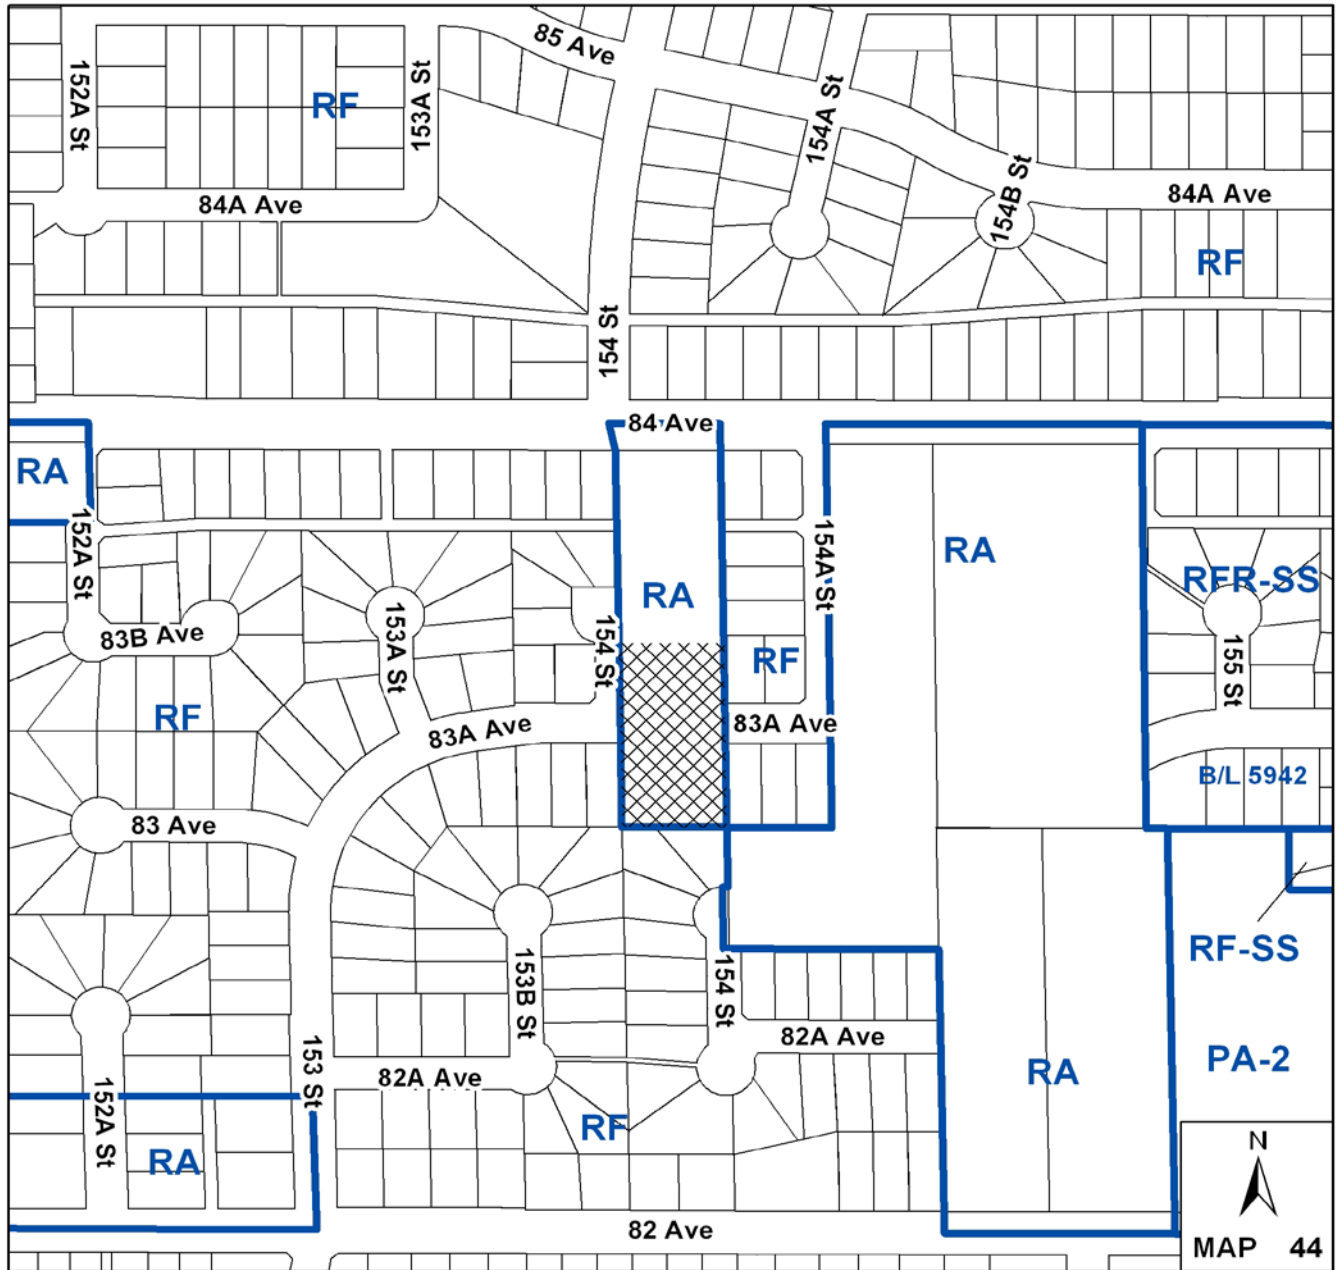 85 Ave
152A St
RF
153A St
154A St
154B St
84A Ave
84A Ave
RF
154 St
84 Ave
RA
152A St
154A St
RA
RA
RFR-SS
83B Ave
153A St
154 St
RF
155 St
RF
83A Ave
83A Ave
B/L 5942
83 Ave
RF-SS
153B St
154 St
82A Ave
PA-2
153 St
82A Ave
RA
152A St
RF
RA
N
82 Ave
MAP 44